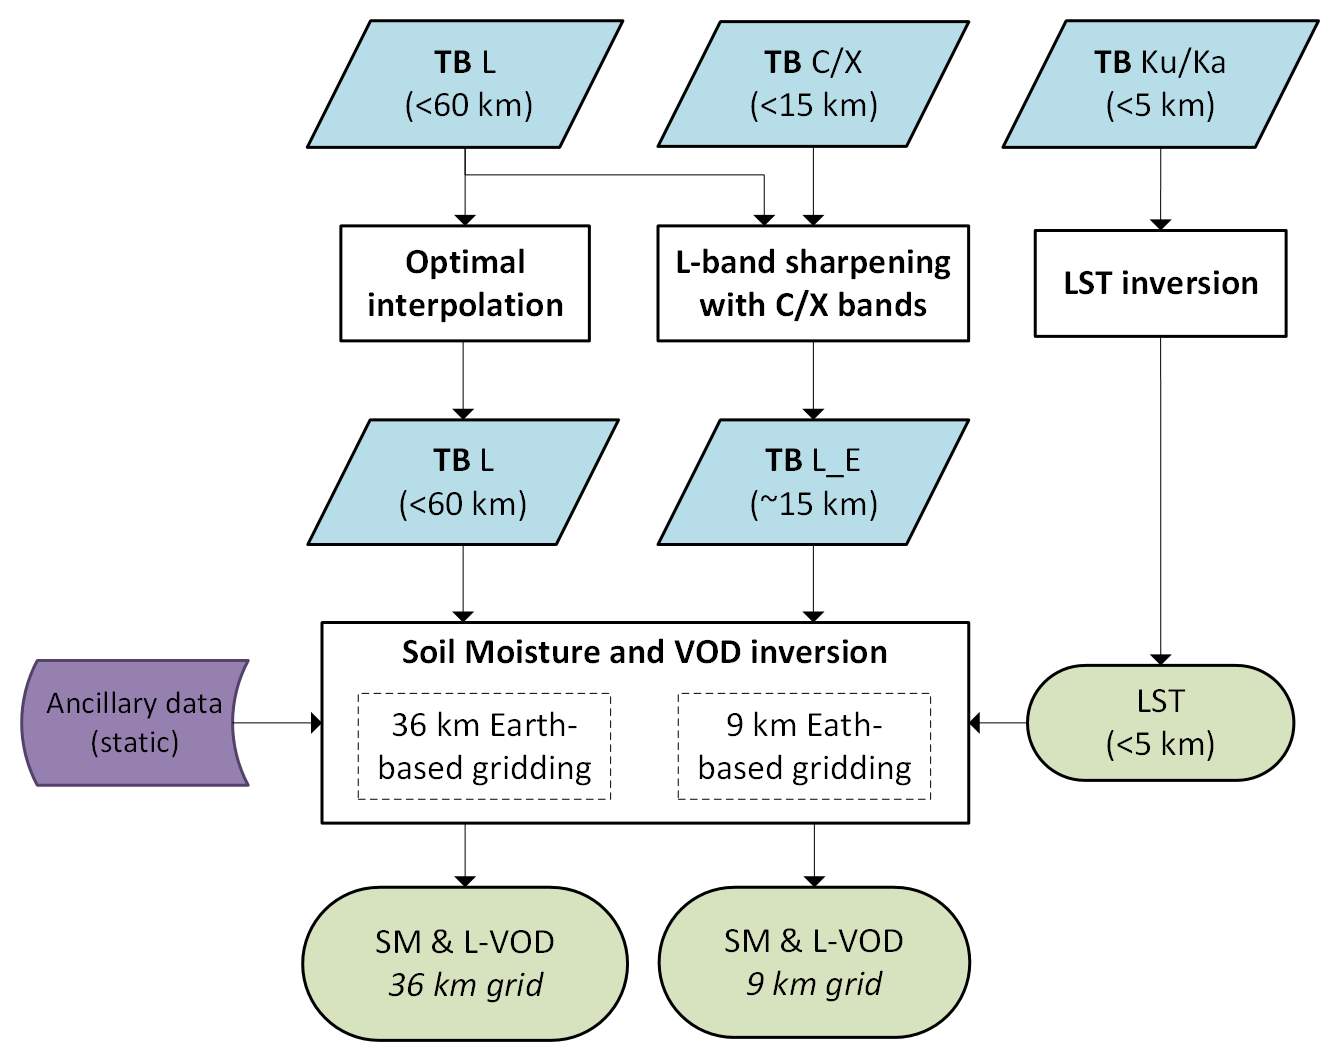 TB L
(<60 km)
TB C/X
(<15 km)
TB Ku/Ka
(<5 km)
Optimal
interpolation
L-band sharpening
with C/X bands
LST inversion
TB L
(<60 km)
TB L_E
(~15 km)
Soil Moisture and VOD inversion
36 km Earth-
based gridding
9 km Eath-
based gridding
Ancillary data
(static)
LST
(<5 km)
SM & L-VOD
36 km grid
SM & L-VOD
9 km grid